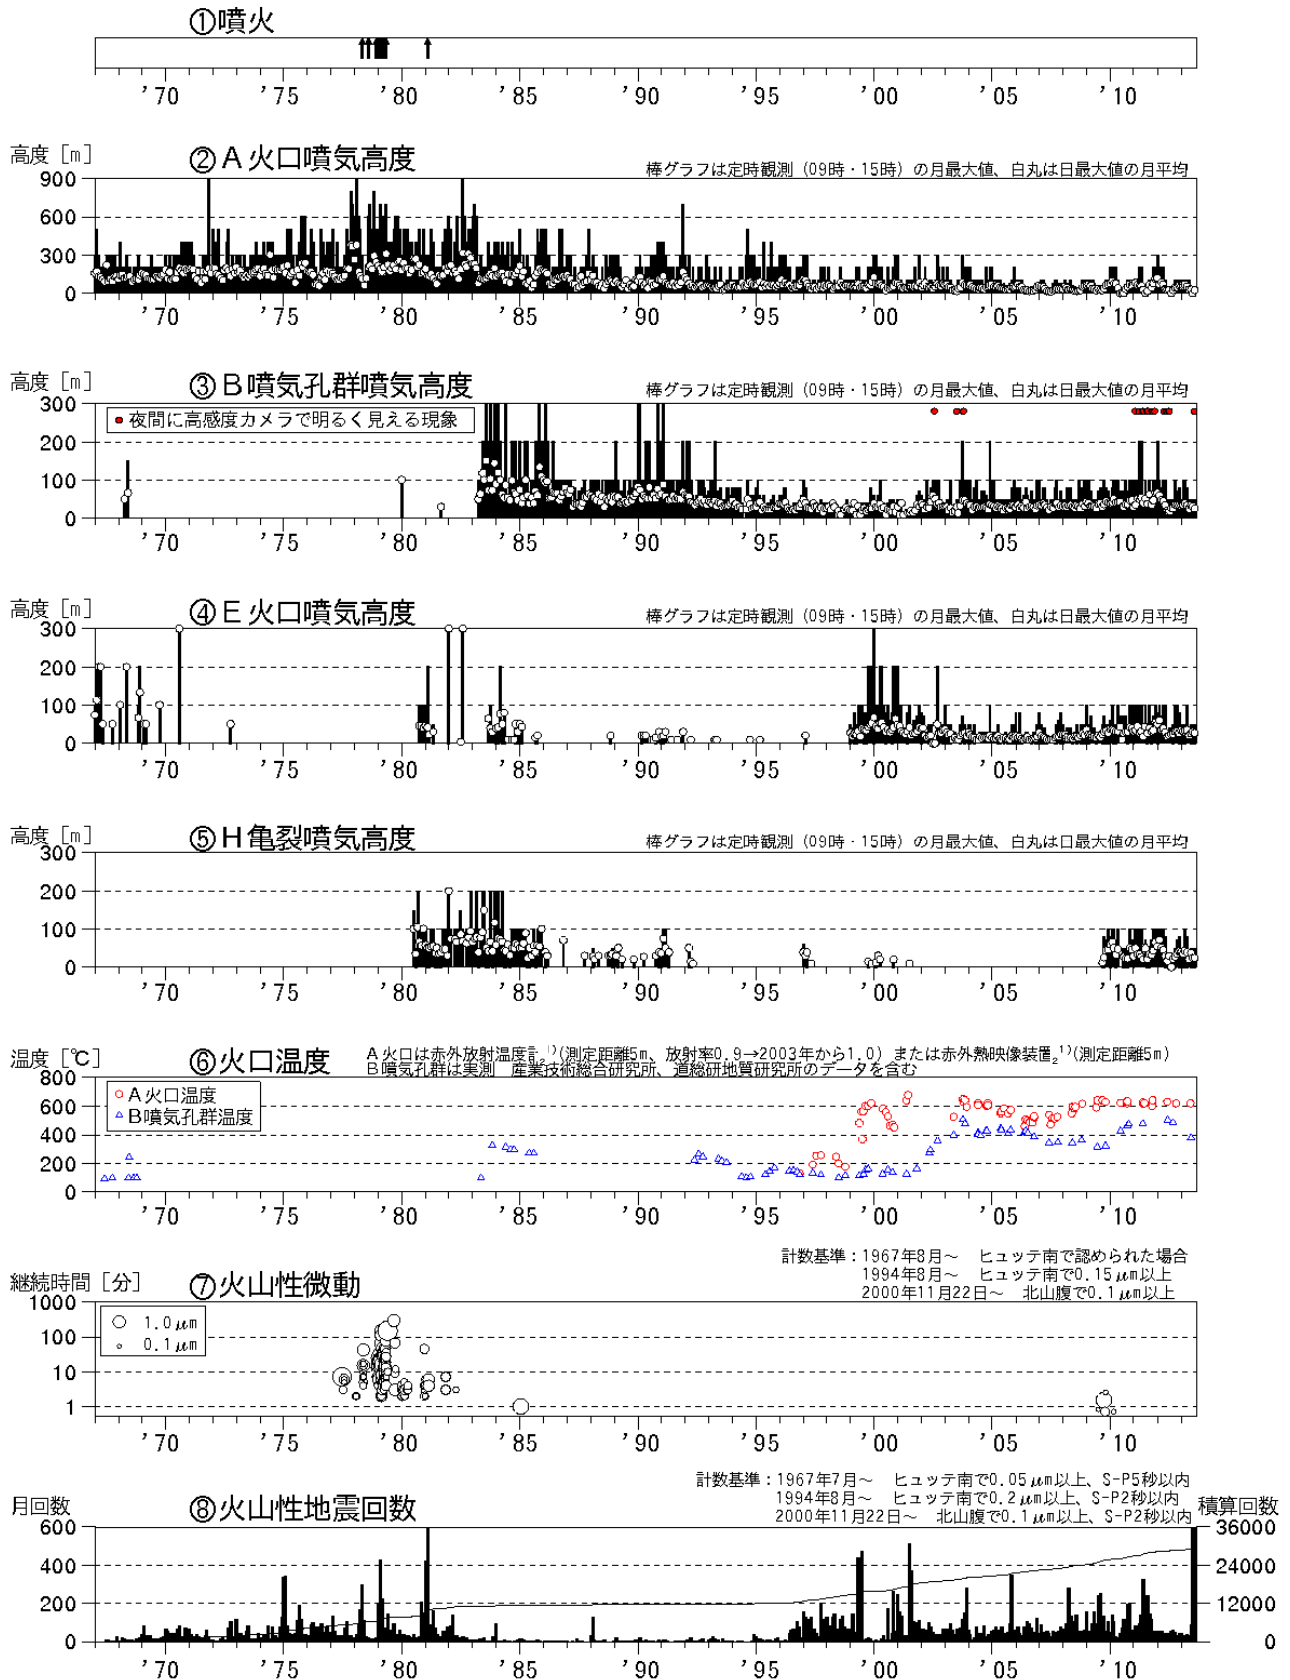 ①噴火
'70 '75 '80 '85 '90 '95 '00 '05 '10
高度［m］ ②A火口噴気高度
棒グラフは定時観測（09時・15時）の月最大値、白丸は日最大値の月平均
900
600
300
0
'70 '75 '80 '85 '90 '95 '00 '05 '10
高度［m］ ③B噴気孔群噴気高度
棒グラフは定時観測（09時・15時）の月最大値、白丸は日最大値の月平均
300
夜間に高感度カメラで明るく見える現象
200
100
0
'70 '75 '80 '85 '90 '95 '00 '05 '10
高度［m］ ④E火口噴気高度
棒グラフは定時観測（09時・15時）の月最大値、白丸は日最大値の月平均
300
200
100
0
'70 '75 '80 '85 '90 '95 '00 '05 '10
高度［m］ ⑤H亀裂噴気高度
棒グラフは定時観測（09時・15時）の月最大値、白丸は日最大値の月平均
300
200
100
0
'70 '75 '80 '85 '90 '95 '00 '05 '10
温度［℃］ ⑥火口温度
A火口は赤外放射温度計¹⁾（測定距離5m、放射率0.9→2003年から1.0）または赤外熱映像装置₂¹⁾（測定距離5m）
B噴気孔群は実測 産業技術総合研究所、道総研地質研究所のデータを含む
800
A火口温度
600
B噴気孔群温度
400
200
0
'70 '75 '80 '85 '90 '95 '00 '05 '10
計数基準：1967年8月～ ヒュッテ南で認められた場合
1994年8月～ ヒュッテ南で0.15μm以上
2000年11月22日～ 北山腹で0.1μm以上
継続時間［分］ ⑦火山性微動
1000
1.0μm
100
0.1μm
10
1
'70 '75 '80 '85 '90 '95 '00 '05 '10
計数基準：1967年7月～ ヒュッテ南で0.05μm以上、S-P5秒以内
1994年8月～ ヒュッテ南で0.2μm以上、S-P2秒以内
2000年11月22日～ 北山腹で0.1μm以上、S-P2秒以内
月回数 ⑧火山性地震回数 積算回数
600 36000
400 24000
200 12000
0 0
'70 '75 '80 '85 '90 '95 '00 '05 '10